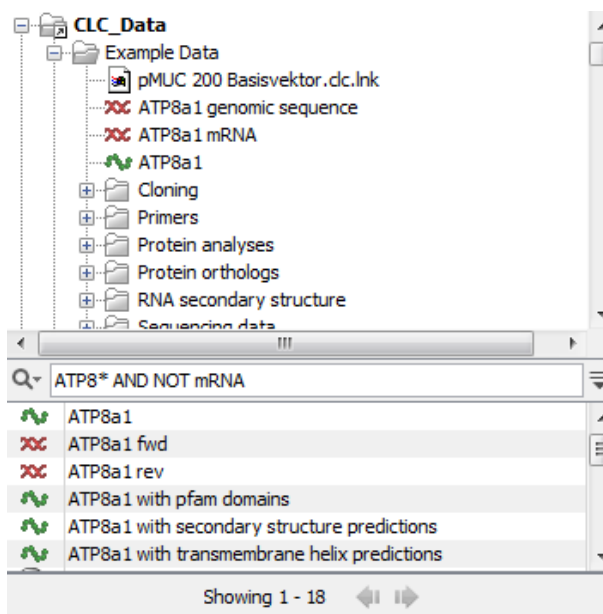 CLC_Data
Example Data
pMUC 200 Basisvektor.clc.lnk
ATP8a1 genomic sequence
ATP8a1 mRNA
ATP8a1
Cloning
Primers
Protein analyses
Protein orthologs
RNA secondary structure
Sequencing data
ATP8* AND NOT mRNA
ATP8a1
ATP8a1 fwd
ATP8a1 rev
ATP8a1 with pfam domains
ATP8a1 with secondary structure predictions
ATP8a1 with transmembrane helix predictions
Showing 1 - 18